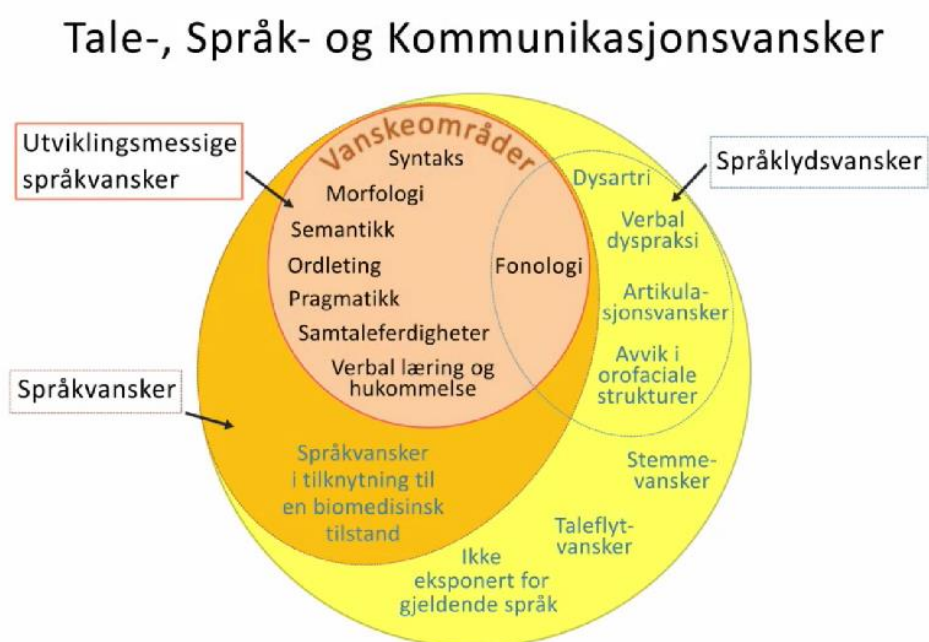 Tale-, Språk- og Kommunikasjonsvansker
Utviklingsmessige
språkvansker
Språkvansker
Vanskeområder
Syntaks
Morfologi
Semantikk
Ordleting
Pragmatikk
Samtaleferdigheter
Verbal læring og
hukommelse
Fonologi
Språkvansker
i tilknytning til
en biomedisinsk
tilstand
Språklydsvansker
Dysartri
Verbal
dyspraksi
Artikula-
sjonsvansker
Avvik i
orofaciale
strukturer
Stemme-
vansker
Taleflyt-
vansker
Ikke
eksponert for
gjeldende språk